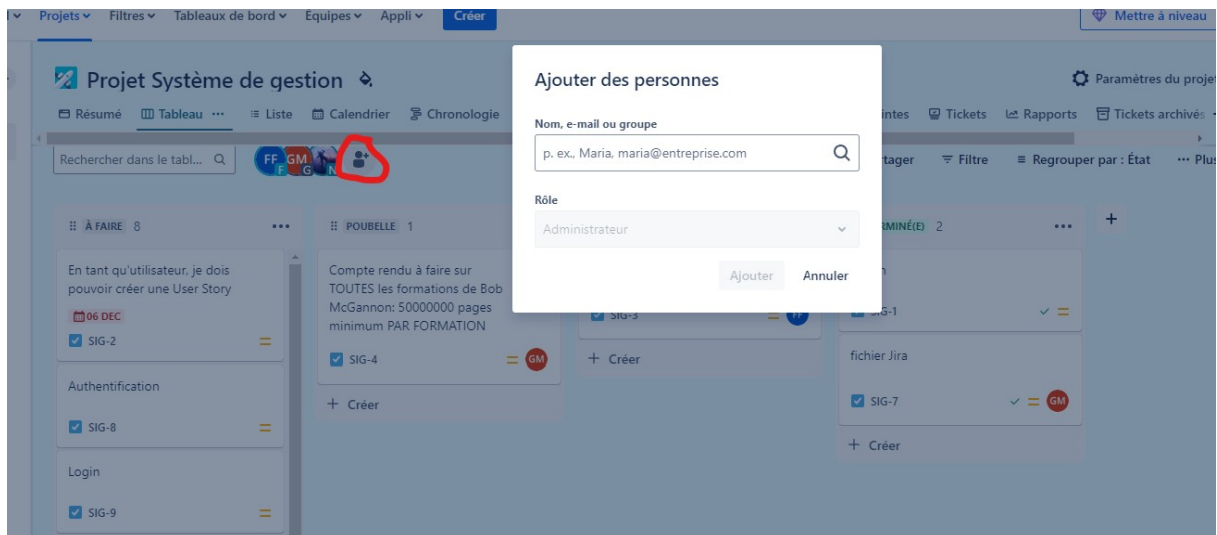 Projets Filtres Tableaux de bord Équipes Appli Créer Mettre à niveau
Projet Système de gestion
Paramètres du projet
Résumé Tableau ... Liste Calendrier Chronologie
Tickets Rapports Tickets archivés
Rechercher dans le tabl...
FF F GM G N
Filtre Regrouper par : État ... Plus
Ajouter des personnes
Nom, e-mail ou groupe
p. ex., Maria, maria@entreprise.com
Rôle
Administrateur
Ajouter Annuler
À FAIRE 8 ...
En tant qu'utilisateur, je dois
pouvoir créer une User Story
06 DEC
SIG-2
Authentification
SIG-8
Login
SIG-9
POUBELLE 1
Compte rendu à faire sur
TOUTES les formations de Bob
McGannon: 50000000 pages
minimum PAR FORMATION
SIG-4 GM
+ Créer
SIG-3 FF
+ Créer
2 ...
SIG-1
fichier Jira
SIG-7 GM
+ Créer
+